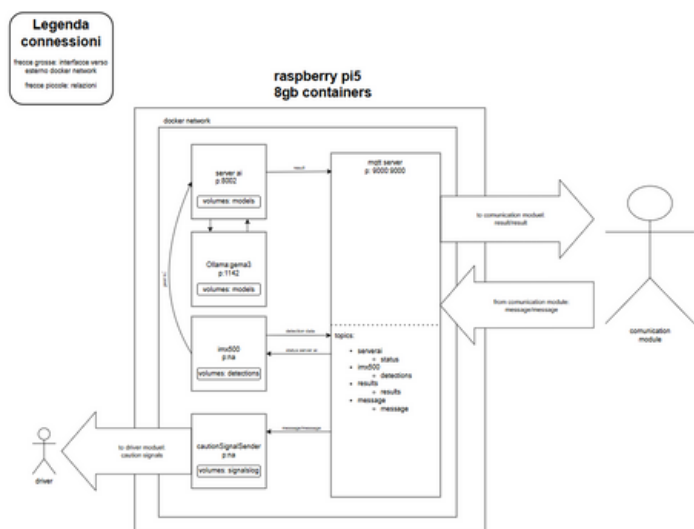 Legenda
connessioni
frecce grosse: interfacce verso
esterno docker network
frecce piccole: relazioni
raspberry pi5
8gb containers
docker network
server ai
p:8002
volumes: models
result
mqtt server
p: 9000:9000
Ollama:gema3
p:1142
volumes: models
to comunication moduel:
result/result
from comunication module:
message/message
comunication
module
imx500
p:na
volumes: detections
detection data
status server ai
topics:
serverai
status
imx500
detections
results
results
message
message
message/message
cautionSignalSender
p:na
volumes: signalslog
to driver moduel:
caution signals
driver